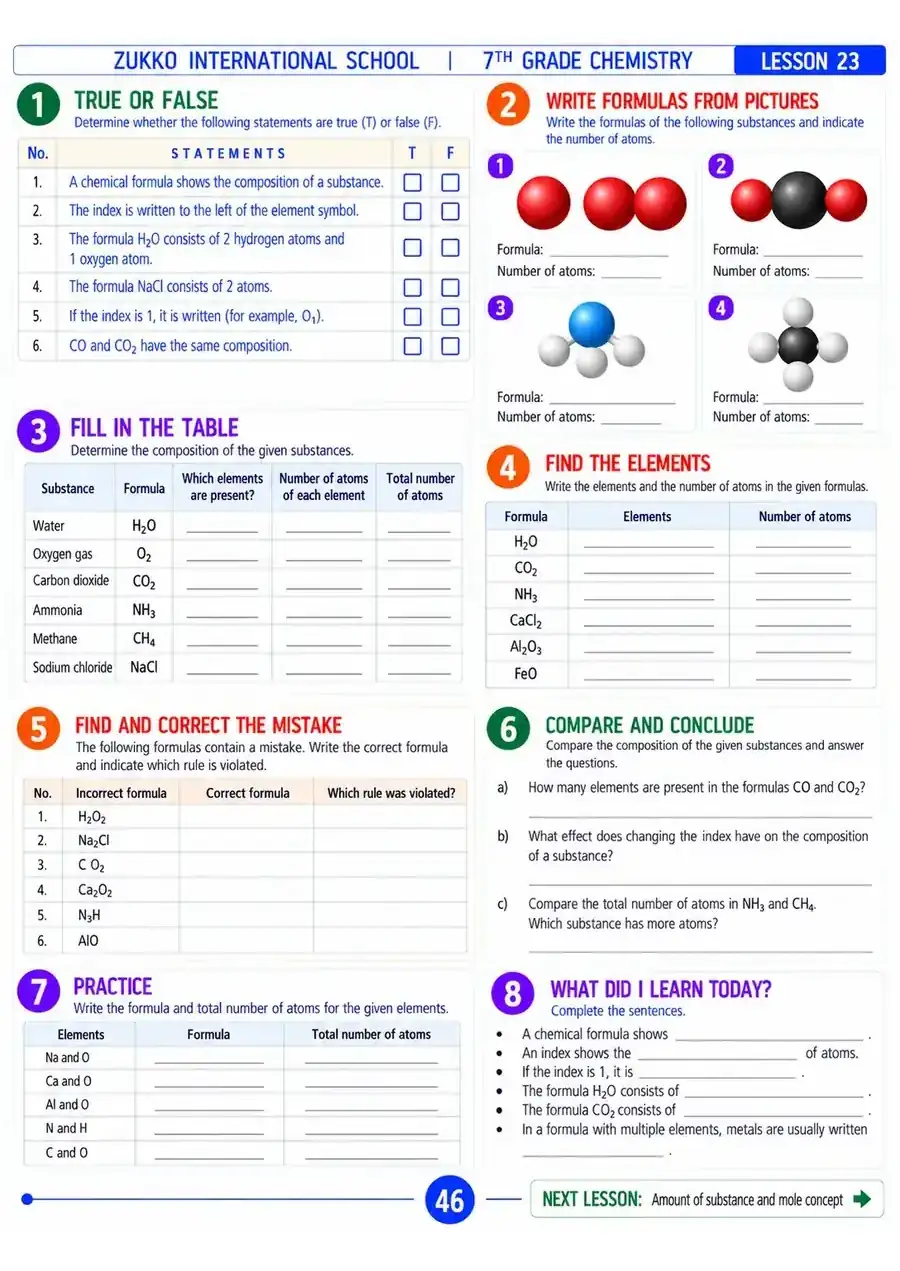 ZUKKO INTERNATIONAL SCHOOL | 7TH GRADE CHEMISTRY LESSON 23
1 TRUE OR FALSE
Determine whether the following statements are true (T) or false (F).
No. STATEMENTS T F
1. A chemical formula shows the composition of a substance.
2. The index is written to the left of the element symbol.
3. The formula H₂O consists of 2 hydrogen atoms and
1 oxygen atom.
4. The formula NaCl consists of 2 atoms.
5. If the index is 1, it is written (for example, O₁).
6. CO and CO₂ have the same composition.
2 WRITE FORMULAS FROM PICTURES
Write the formulas of the following substances and indicate
the number of atoms.
1
Formula: ____________
Number of atoms: ________
2
Formula: ____________
Number of atoms: ________
3
Formula: ____________
Number of atoms: ________
4
Formula: ____________
Number of atoms: ________
3 FILL IN THE TABLE
Determine the composition of the given substances.
Substance Formula Which elements are present? Number of atoms of each element Total number of atoms
Water H₂O
Oxygen gas O₂
Carbon dioxide CO₂
Ammonia NH₃
Methane CH₄
Sodium chloride NaCl
4 FIND THE ELEMENTS
Write the elements and the number of atoms in the given formulas.
Formula Elements Number of atoms
H₂O
CO₂
NH₃
CaCl₂
Al₂O₃
FeO
5 FIND AND CORRECT THE MISTAKE
The following formulas contain a mistake. Write the correct formula
and indicate which rule is violated.
No. Incorrect formula Correct formula Which rule was violated?
1. H₂O₂
2. Na₂Cl
3. C O₂
4. Ca₂O₂
5. N₃H
6. AlO
6 COMPARE AND CONCLUDE
Compare the composition of the given substances and answer
the questions.
a) How many elements are present in the formulas CO and CO₂?
b) What effect does changing the index have on the composition
of a substance?
c) Compare the total number of atoms in NH₃ and CH₄.
Which substance has more atoms?
7 PRACTICE
Write the formula and total number of atoms for the given elements.
Elements Formula Total number of atoms
Na and O
Ca and O
Al and O
N and H
C and O
8 WHAT DID I LEARN TODAY?
Complete the sentences.
• A chemical formula shows ____________ .
• An index shows the ____________ of atoms.
• If the index is 1, it is ____________ .
• The formula H₂O consists of ____________ .
• The formula CO₂ consists of ____________ .
• In a formula with multiple elements, metals are usually written
____________ .
46
NEXT LESSON: Amount of substance and mole concept